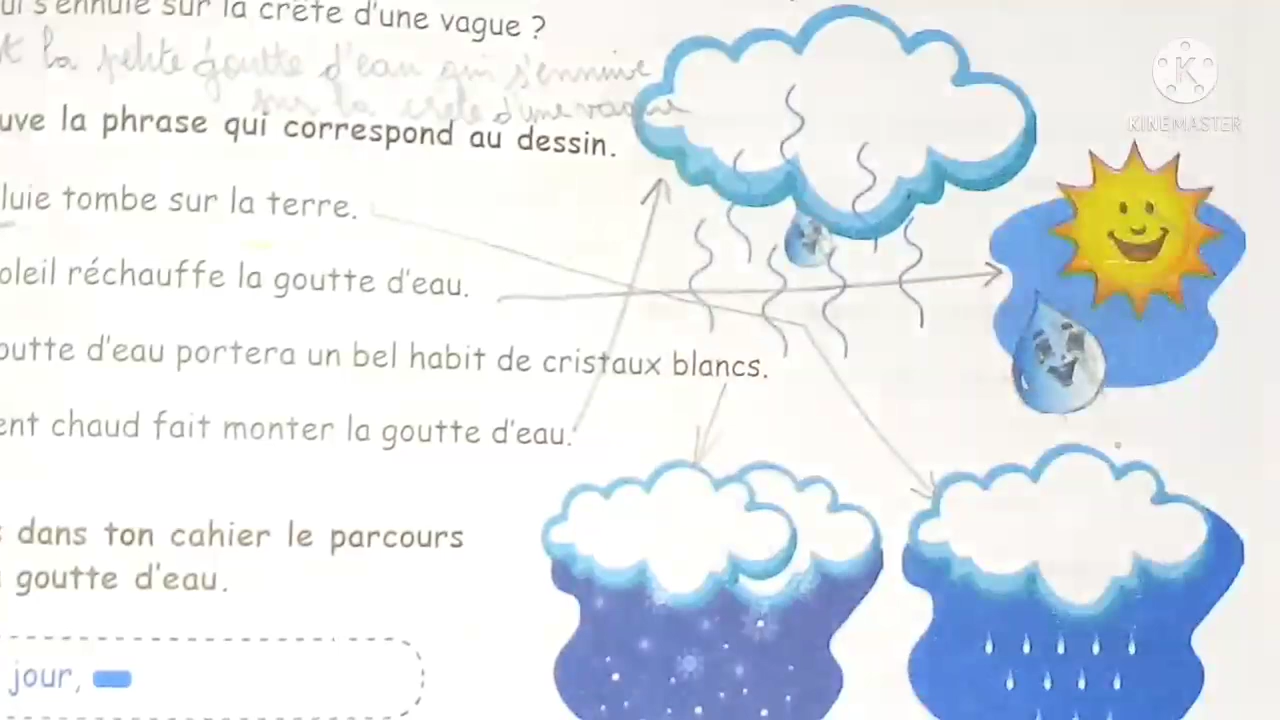 ui s'ennuie sur la crête d'une vague ?
t la petite goutte d'eau qui s'ennuie
sur la crête d'une vague
uve la phrase qui correspond au dessin.
luie tombe sur la terre.
oleil réchauffe la goutte d'eau.
outte d'eau portera un bel habit de cristaux blancs.
ent chaud fait monter la goutte d'eau.
s dans ton cahier le parcours
goutte d'eau.
jour,
KINEMASTER